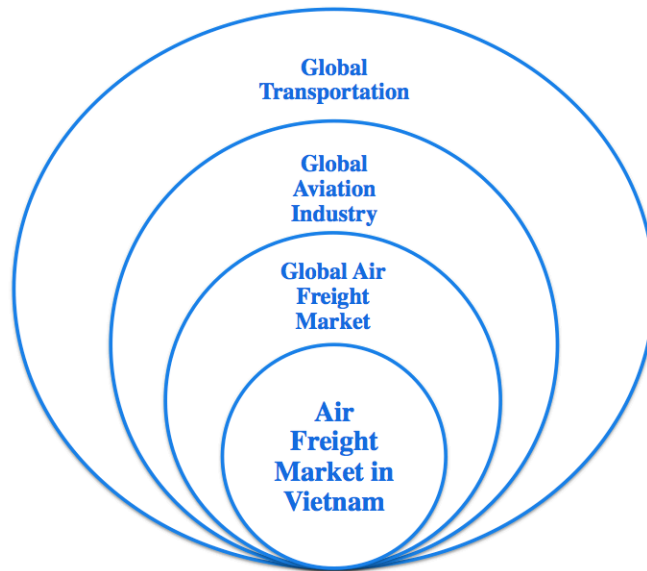 Global
Transportation
Global
Aviation
Industry
Global Air
Freight
Market
Air
Freight
Market in
Vietnam